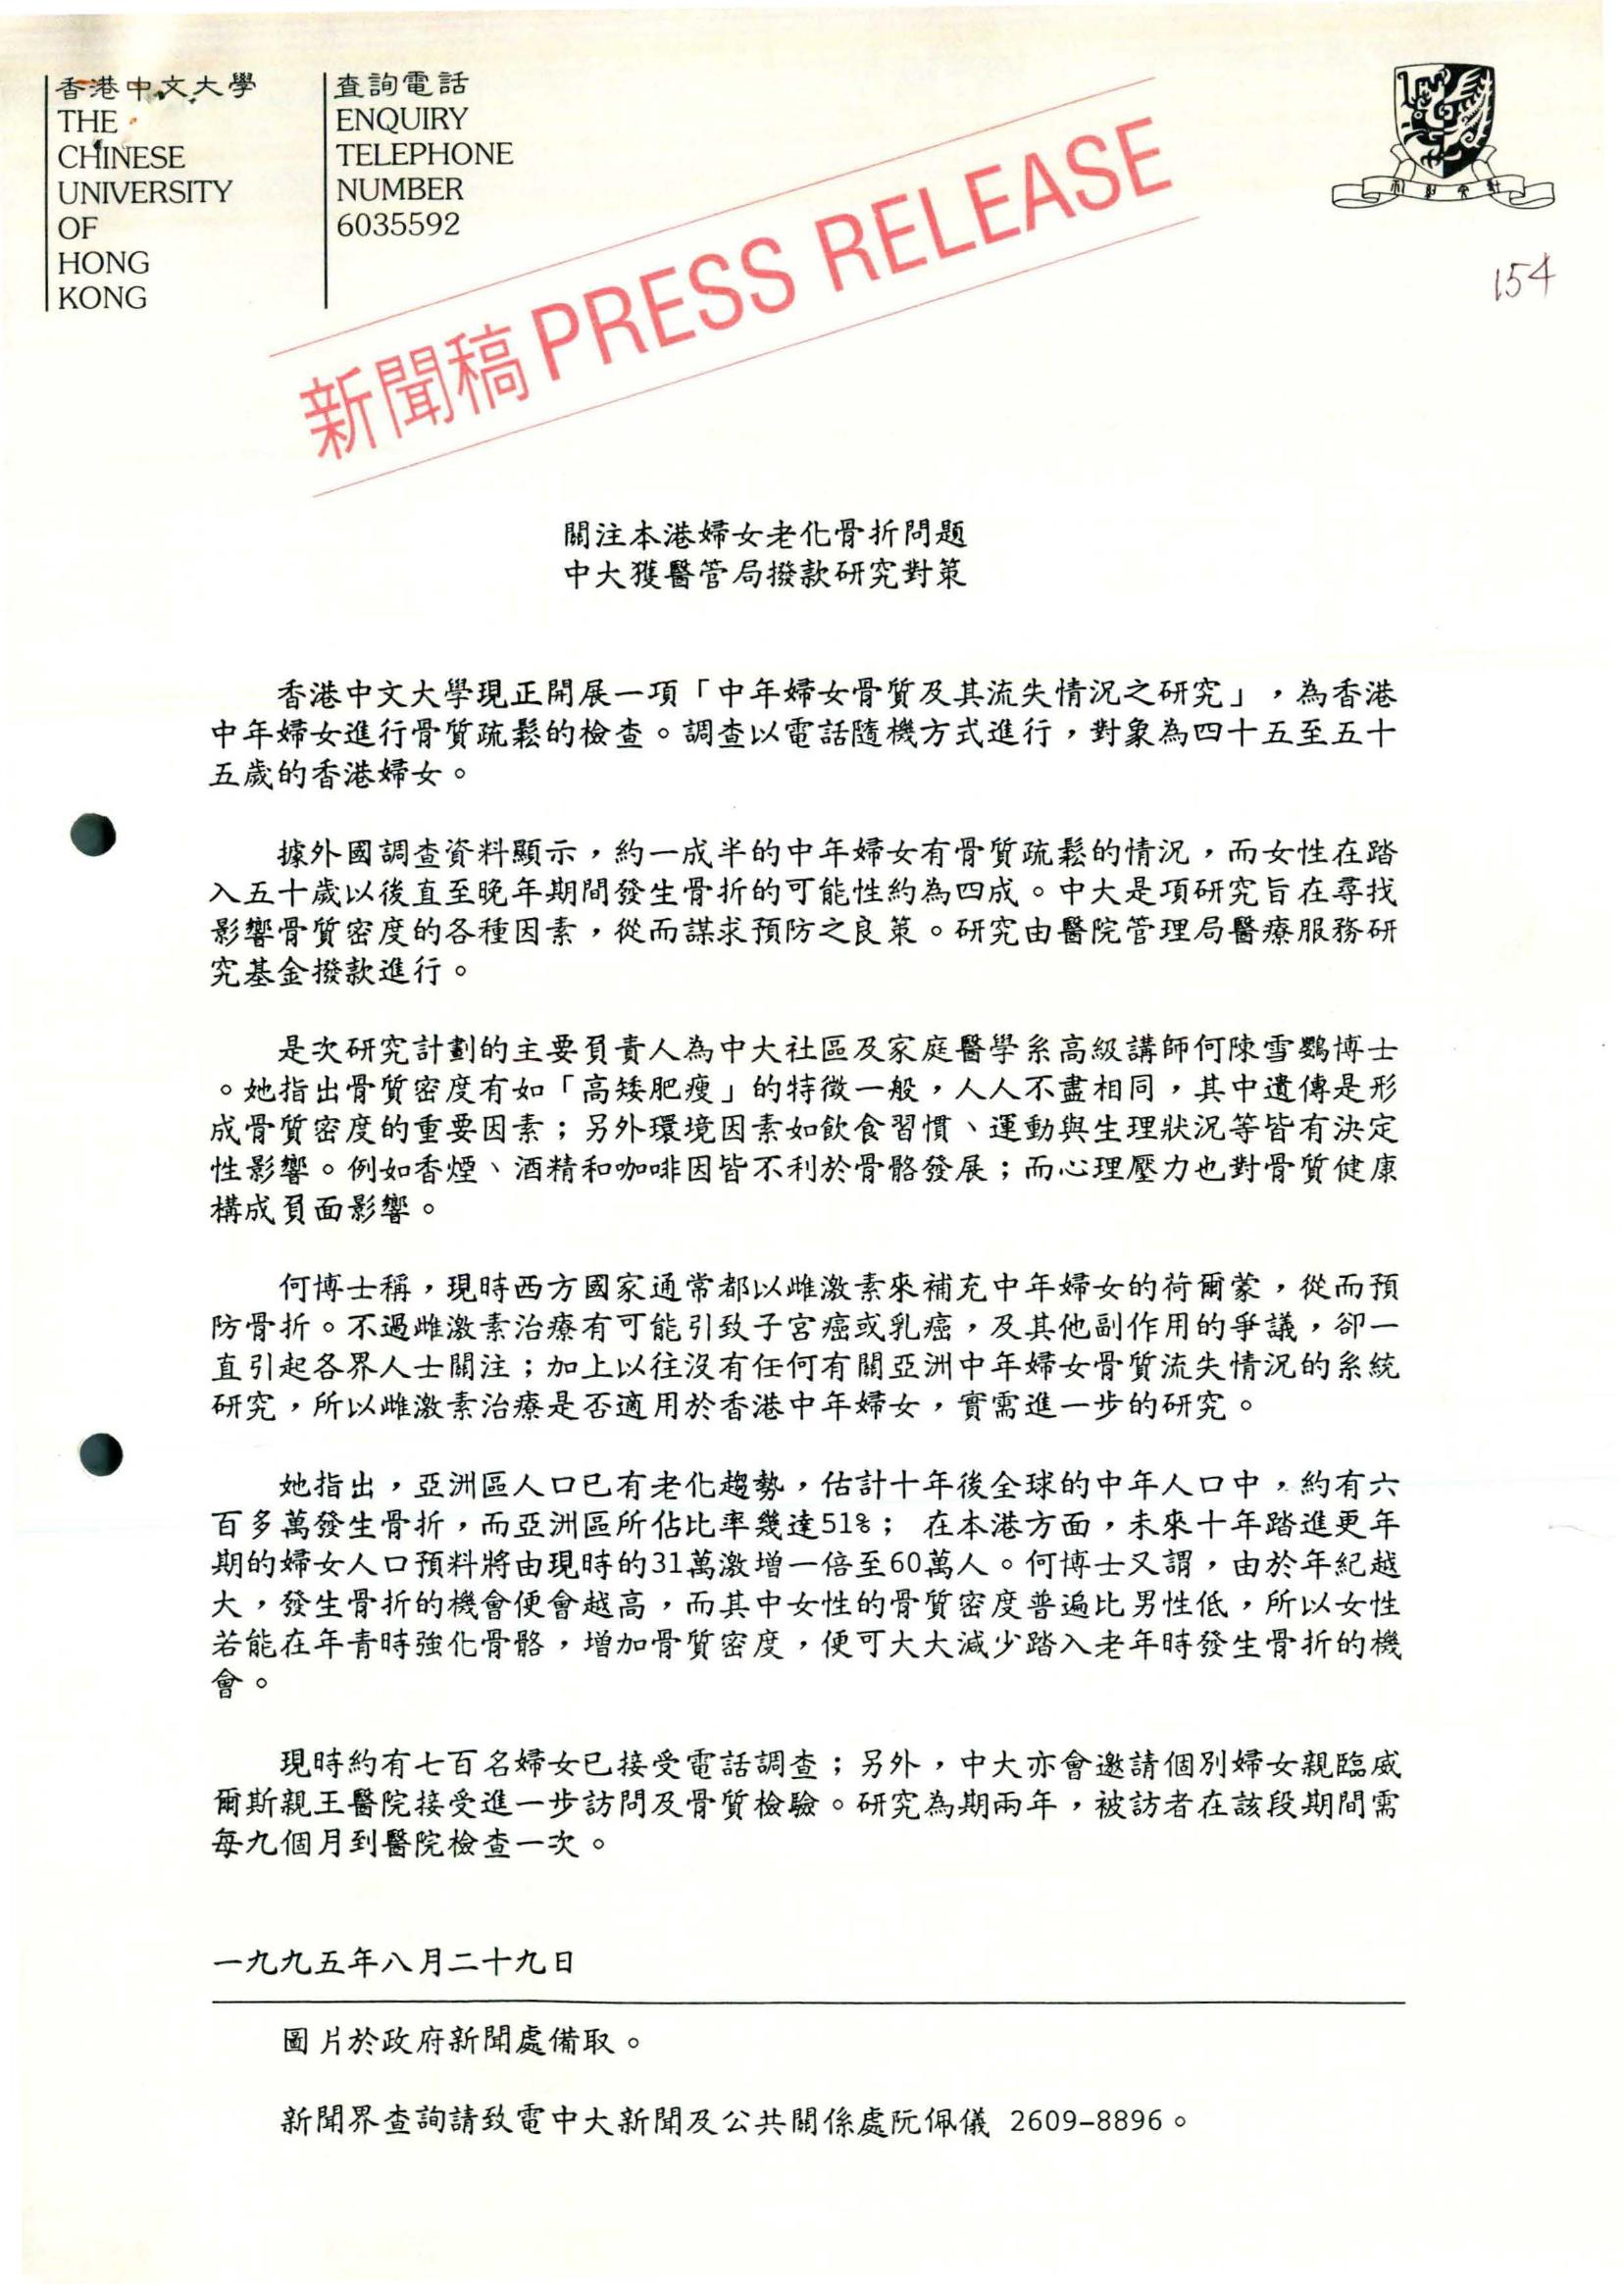 香港中文大學
THE
CHINESE
UNIVERSITY
OF
HONG
KONG
查詢電話
ENQUIRY
TELEPHONE
NUMBER
6035592
新聞稿 PRESS RELEASE
154
關注本港婦女老化骨折問題
中大獲醫管局撥款研究對策
香港中文大學現正開展一項「中年婦女骨質及其流失情況之研究」，為香港
中年婦女進行骨質疏鬆的檢查。調查以電話隨機方式進行，對象為四十五至五十
五歲的香港婦女。
據外國調查資料顯示，約一成半的中年婦女有骨質疏鬆的情況，而女性在踏
入五十歲以後直至晚年期間發生骨折的可能性約為四成。中大是項研究旨在尋找
影響骨質密度的各種因素，從而謀求預防之良策。研究由醫院管理局醫療服務研
究基金撥款進行。
是次研究計劃的主要負責人為中大社區及家庭醫學系高級講師何陳雪鸚博士
。她指出骨質密度有如「高矮肥瘦」的特徵一般，人人不盡相同，其中遺傳是形
成骨質密度的重要因素；另外環境因素如飲食習慣、運動與生理狀況等皆有決定
性影響。例如香煙、酒精和咖啡因皆不利於骨骼發展；而心理壓力也對骨質健康
構成負面影響。
何博士稱，現時西方國家通常都以雌激素來補充中年婦女的荷爾蒙，從而預
防骨折。不過雌激素治療有可能引致子宮癌或乳癌，及其他副作用的爭議，卻一
直引起各界人士關注；加上以往沒有任何有關亞洲中年婦女骨質流失情況的系統
研究，所以雌激素治療是否適用於香港中年婦女，實需進一步的研究。
她指出，亞洲區人口已有老化趨勢，估計十年後全球的中年人口中，約有六
百多萬發生骨折，而亞洲區所佔比率幾達51%； 在本港方面，未來十年踏進更年
期的婦女人口預料將由現時的31萬激增一倍至60萬人。何博士又謂，由於年紀越
大，發生骨折的機會便會越高，而其中女性的骨質密度普遍比男性低，所以女性
若能在年青時強化骨骼，增加骨質密度，便可大大減少踏入老年時發生骨折的機
會。
現時約有七百名婦女已接受電話調查；另外，中大亦會邀請個別婦女親臨威
爾斯親王醫院接受進一步訪問及骨質檢驗。研究為期兩年，被訪者在該段期間需
每九個月到醫院檢查一次。
一九九五年八月二十九日
圖片於政府新聞處備取。
新聞界查詢請致電中大新聞及公共關係處阮佩儀 2609-8896。